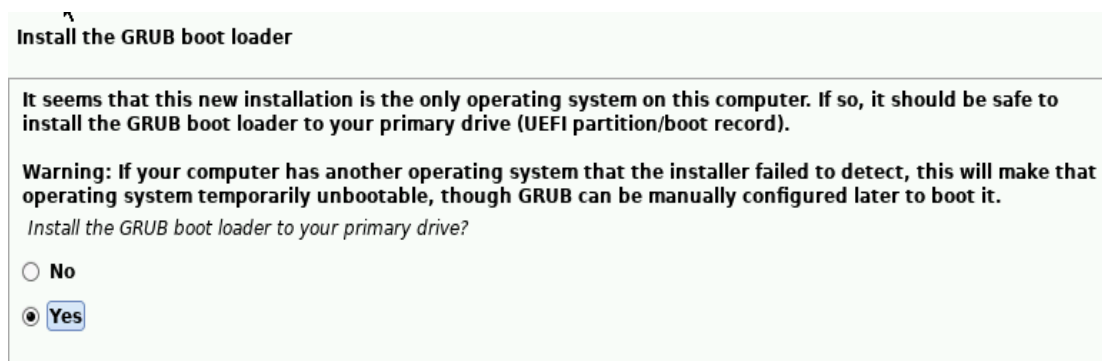 Install the GRUB boot loader
It seems that this new installation is the only operating system on this computer. If so, it should be safe to
install the GRUB boot loader to your primary drive (UEFI partition/boot record).
Warning: If your computer has another operating system that the installer failed to detect, this will make that
operating system temporarily unbootable, though GRUB can be manually configured later to boot it.
Install the GRUB boot loader to your primary drive?
No
Yes